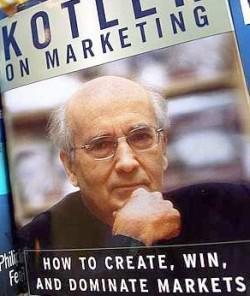 KOTLER
ON MARKETING
HOW TO CREATE, WIN,
AND DOMINATE MARKETS